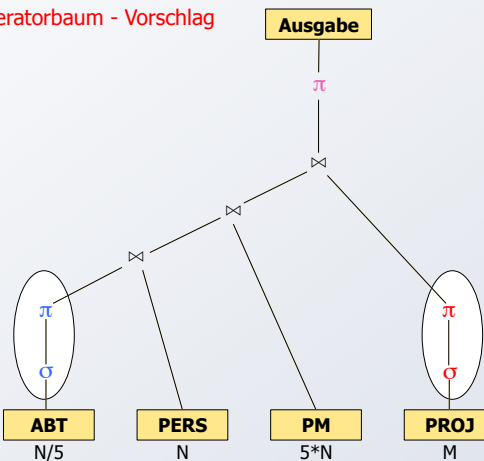 eratorbaum - Vorschlag
Ausgabe
π
⋈
⋈
⋈
π
π
σ
σ
ABT
PERS
PM
PROJ
N/5
N
5*N
M